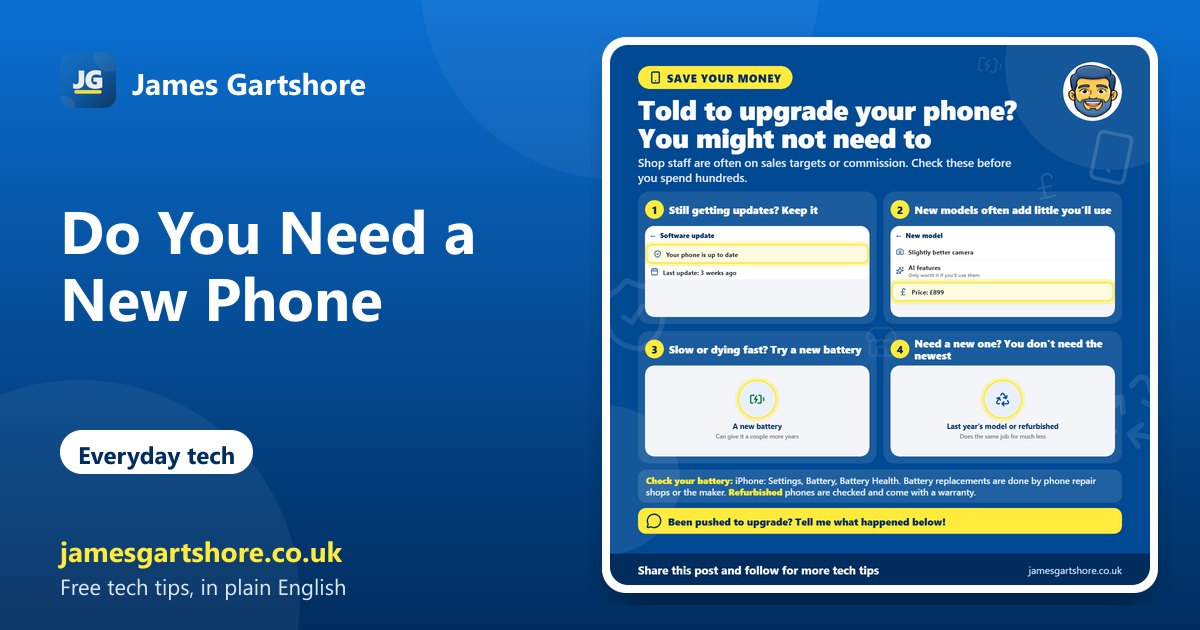 JG
James Gartshore
Do You Need a
New Phone
Everyday tech
jamesgartshore.co.uk
Free tech tips, in plain English
SAVE YOUR MONEY
Told to upgrade your phone?
You might not need to
Shop staff are often on sales targets or commission. Check these before
you spend hundreds.
1 Still getting updates? Keep it
← Software update
Your phone is up to date
Last update: 3 weeks ago
2 New models often add little you'll use
← New model
Slightly better camera
AI features
Only worth it if you'll use them
£ Price: £899
3 Slow or dying fast? Try a new battery
A new battery
Can give it a couple more years
4 Need a new one? You don't need the
newest
Last year's model or refurbished
Does the same job for much less
Check your battery: iPhone: Settings, Battery, Battery Health. Battery replacements are done by phone repair
shops or the maker. Refurbished phones are checked and come with a warranty.
Been pushed to upgrade? Tell me what happened below!
Share this post and follow for more tech tips
jamesgartshore.co.uk